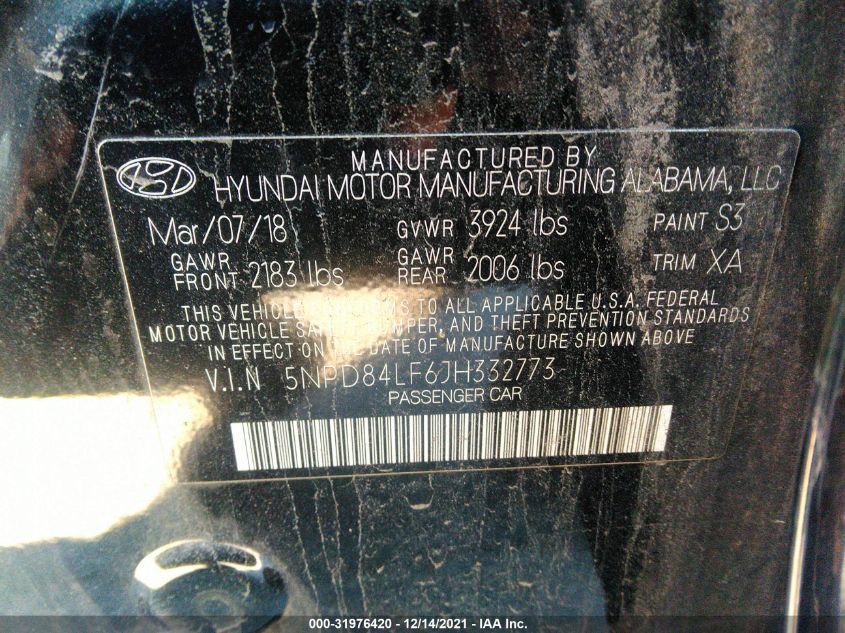 MANUFACTURED BY
HYUNDAI MOTOR MANUFACTURING ALABAMA, LLC
Mar/07/18 GVWR 3924 lbs PAINT S3
GAWR FRONT 2183 lbs GAWR REAR 2006 lbs TRIM XA
THIS VEHICLE TO ALL APPLICABLE U.S.A. FEDERAL
MOTOR VEHICLE AND THEFT PREVENTION STANDARDS
IN EFFECT ON THE DATE OF MANUFACTURE SHOWN ABOVE
V.I.N 5NPD84LF6JH332773
PASSENGER CAR
000-31976420 - 12/14/2021 - IAA Inc.